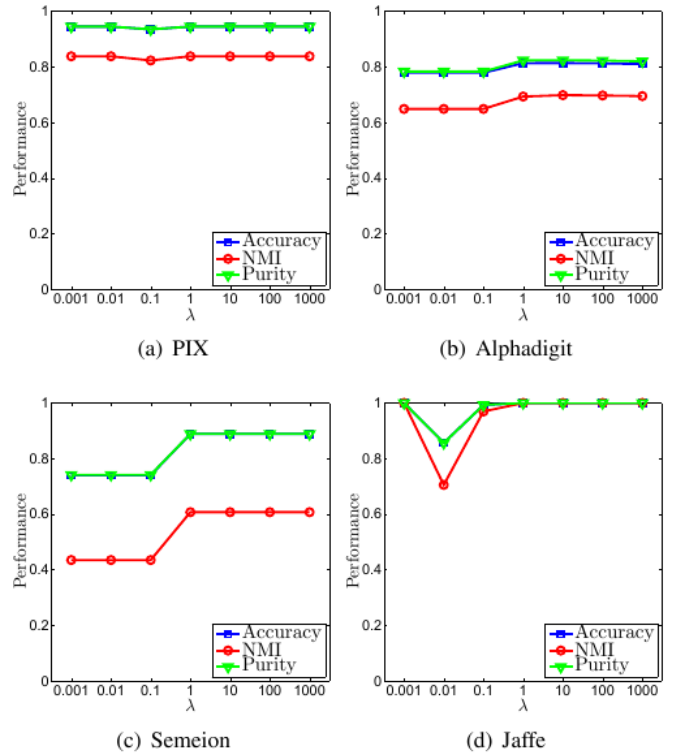 1
0.8
0.6
0.4
0.2
0
Performance
Accuracy
NMI
Purity
0.001 0.01 0.1 1 10 100 1000
λ
(a) PIX
1
0.8
0.6
0.4
0.2
0
Performance
Accuracy
NMI
Purity
0.001 0.01 0.1 1 10 100 1000
λ
(b) Alphadigit
1
0.8
0.6
0.4
0.2
0
Performance
Accuracy
NMI
Purity
0.001 0.01 0.1 1 10 100 1000
λ
(c) Semeion
1
0.8
0.6
0.4
0.2
0
Performance
Accuracy
NMI
Purity
0.001 0.01 0.1 1 10 100 1000
λ
(d) Jaffe